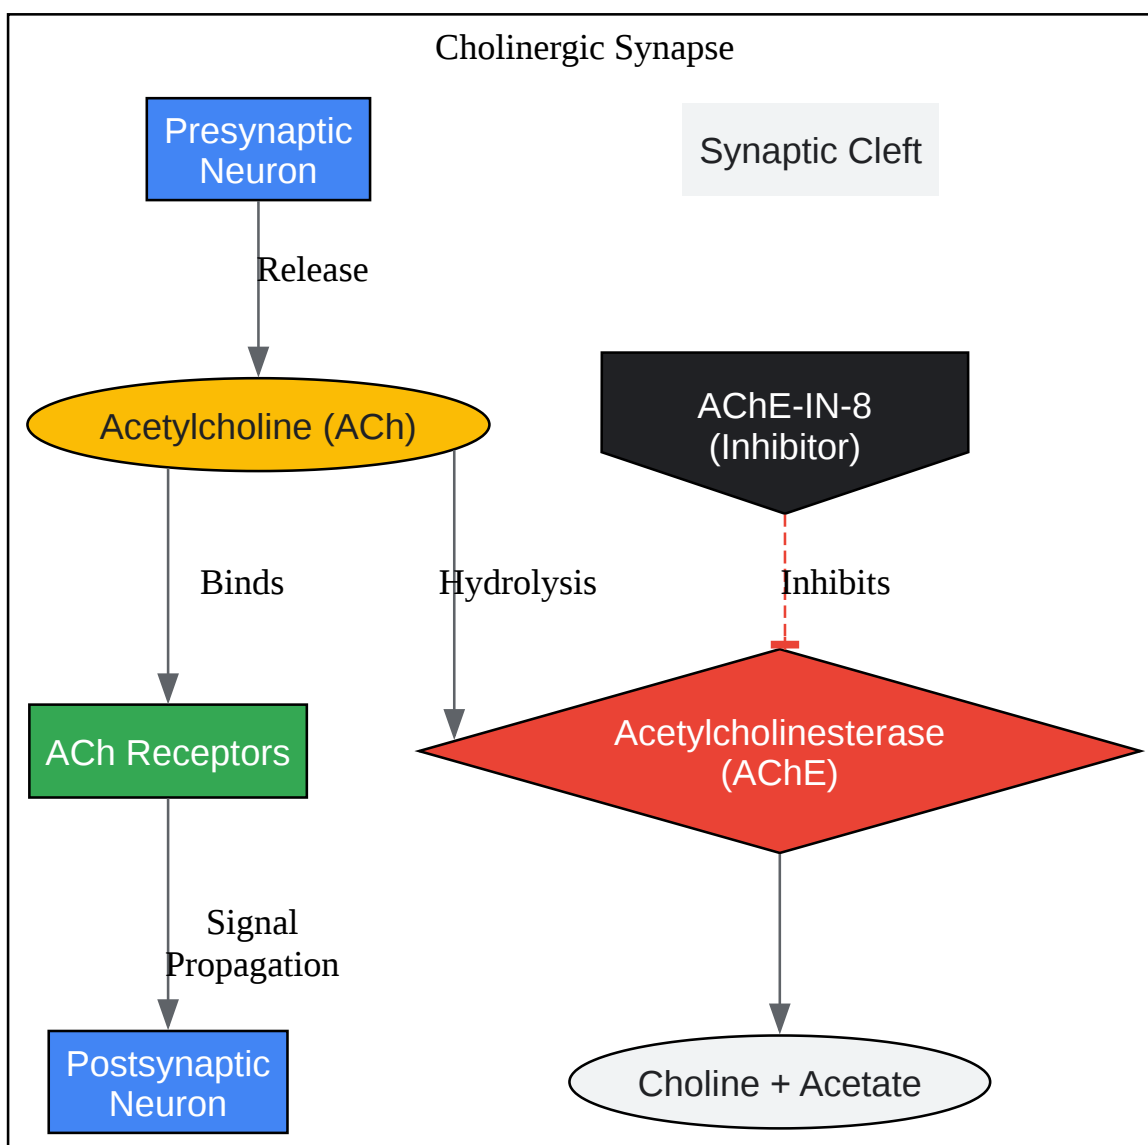 Cholinergic Synapse
Presynaptic
Neuron
Synaptic Cleft
Release
Acetylcholine (ACh)
AChE-IN-8
(Inhibitor)
Binds
Hydrolysis
Inhibits
ACh Receptors
Acetylcholinesterase
(AChE)
Signal
Propagation
Postsynaptic
Neuron
Choline + Acetate